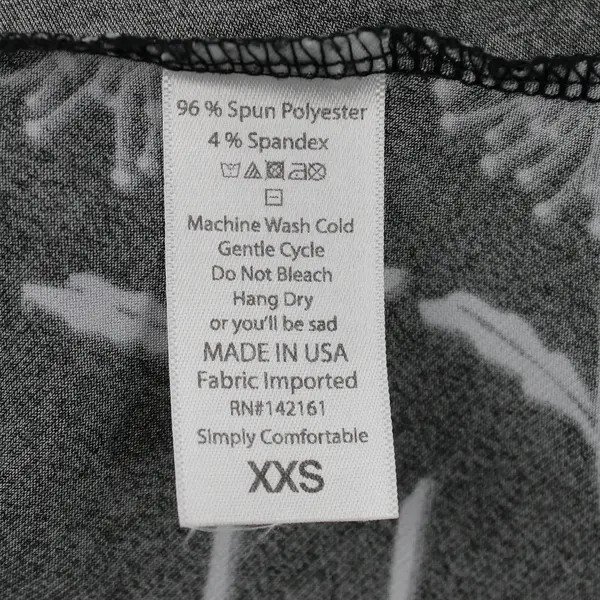 96 % Spun Polyester
4 % Spandex
Machine Wash Cold
Gentle Cycle
Do Not Bleach
Hang Dry
or you'll be sad
MADE IN USA
Fabric Imported
RN#142161
Simply Comfortable
XXS